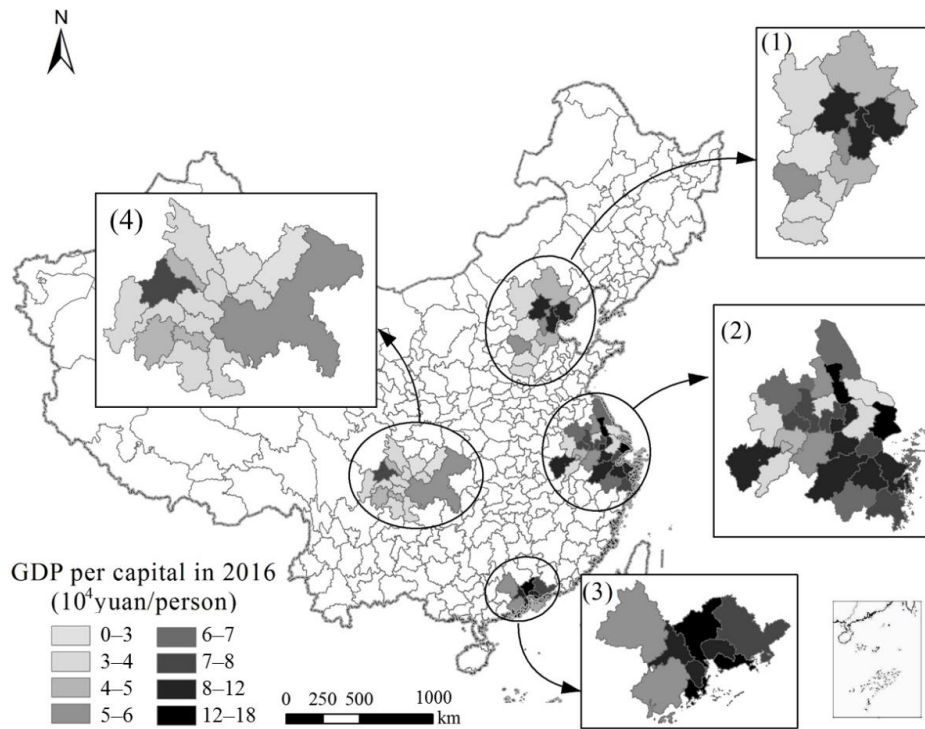 N
(1)
(4)
(2)
(3)
GDP per capital in 2016
(10⁴yuan/person)
0–3
6–7
3–4
7–8
4–5
8–12
5–6
12–18
0 250 500 1000
km